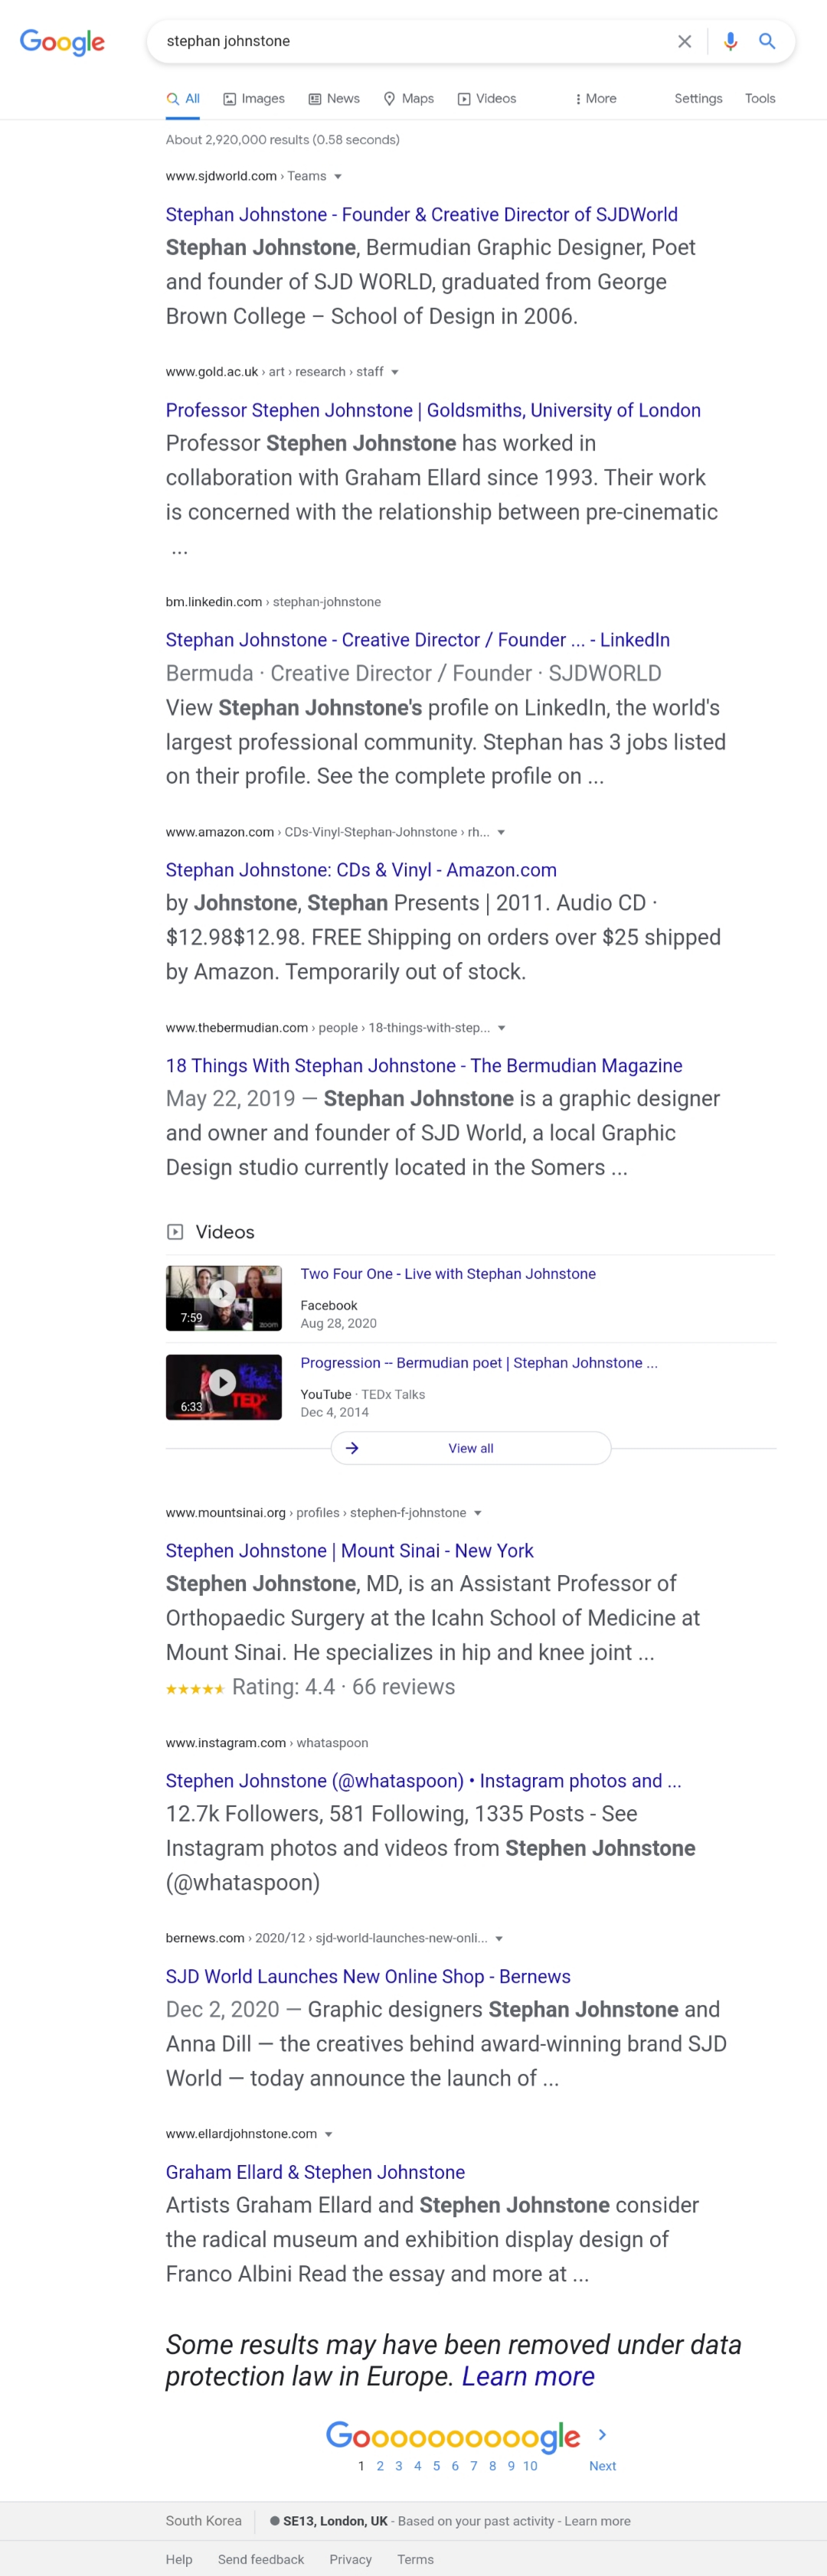 Google
stephan johnstone
All Images News Maps Videos More Settings Tools
About 2,920,000 results (0.58 seconds)
www.sjdworld.com › Teams
Stephan Johnstone - Founder & Creative Director of SJDWorld
Stephan Johnstone, Bermudian Graphic Designer, Poet
and founder of SJD WORLD, graduated from George
Brown College – School of Design in 2006.
www.gold.ac.uk › art › research › staff
Professor Stephen Johnstone | Goldsmiths, University of London
Professor Stephen Johnstone has worked in
collaboration with Graham Ellard since 1993. Their work
is concerned with the relationship between pre-cinematic
...
bm.linkedin.com › stephan-johnstone
Stephan Johnstone - Creative Director / Founder ... - LinkedIn
Bermuda · Creative Director / Founder · SJDWORLD
View Stephan Johnstone's profile on LinkedIn, the world's
largest professional community. Stephan has 3 jobs listed
on their profile. See the complete profile on ...
www.amazon.com › CDs-Vinyl-Stephan-Johnstone › rh...
Stephan Johnstone: CDs & Vinyl - Amazon.com
by Johnstone, Stephan Presents | 2011. Audio CD ·
$12.98$12.98. FREE Shipping on orders over $25 shipped
by Amazon. Temporarily out of stock.
www.thebermudian.com › people › 18-things-with-step...
18 Things With Stephan Johnstone - The Bermudian Magazine
May 22, 2019 — Stephan Johnstone is a graphic designer
and owner and founder of SJD World, a local Graphic
Design studio currently located in the Somers ...
Videos
Two Four One - Live with Stephan Johnstone
7:59
zoom
Facebook
Aug 28, 2020
Progression -- Bermudian poet | Stephan Johnstone ...
6:33
TEDx
YouTube · TEDx Talks
Dec 4, 2014
View all
www.mountsinai.org › profiles › stephen-f-johnstone
Stephen Johnstone | Mount Sinai - New York
Stephen Johnstone, MD, is an Assistant Professor of
Orthopaedic Surgery at the Icahn School of Medicine at
Mount Sinai. He specializes in hip and knee joint ...
Rating: 4.4 · 66 reviews
www.instagram.com › whataspoon
Stephen Johnstone (@whataspoon) • Instagram photos and ...
12.7k Followers, 581 Following, 1335 Posts - See
Instagram photos and videos from Stephen Johnstone
(@whataspoon)
bernews.com › 2020/12 › sjd-world-launches-new-onli...
SJD World Launches New Online Shop - Bernews
Dec 2, 2020 — Graphic designers Stephan Johnstone and
Anna Dill — the creatives behind award-winning brand SJD
World — today announce the launch of ...
www.ellardjohnstone.com
Graham Ellard & Stephen Johnstone
Artists Graham Ellard and Stephen Johnstone consider
the radical museum and exhibition display design of
Franco Albini Read the essay and more at ...
Some results may have been removed under data
protection law in Europe. Learn more
Goooooooooogle
1 2 3 4 5 6 7 8 9 10 Next
South Korea SE13, London, UK - Based on your past activity - Learn more
Help Send feedback Privacy Terms